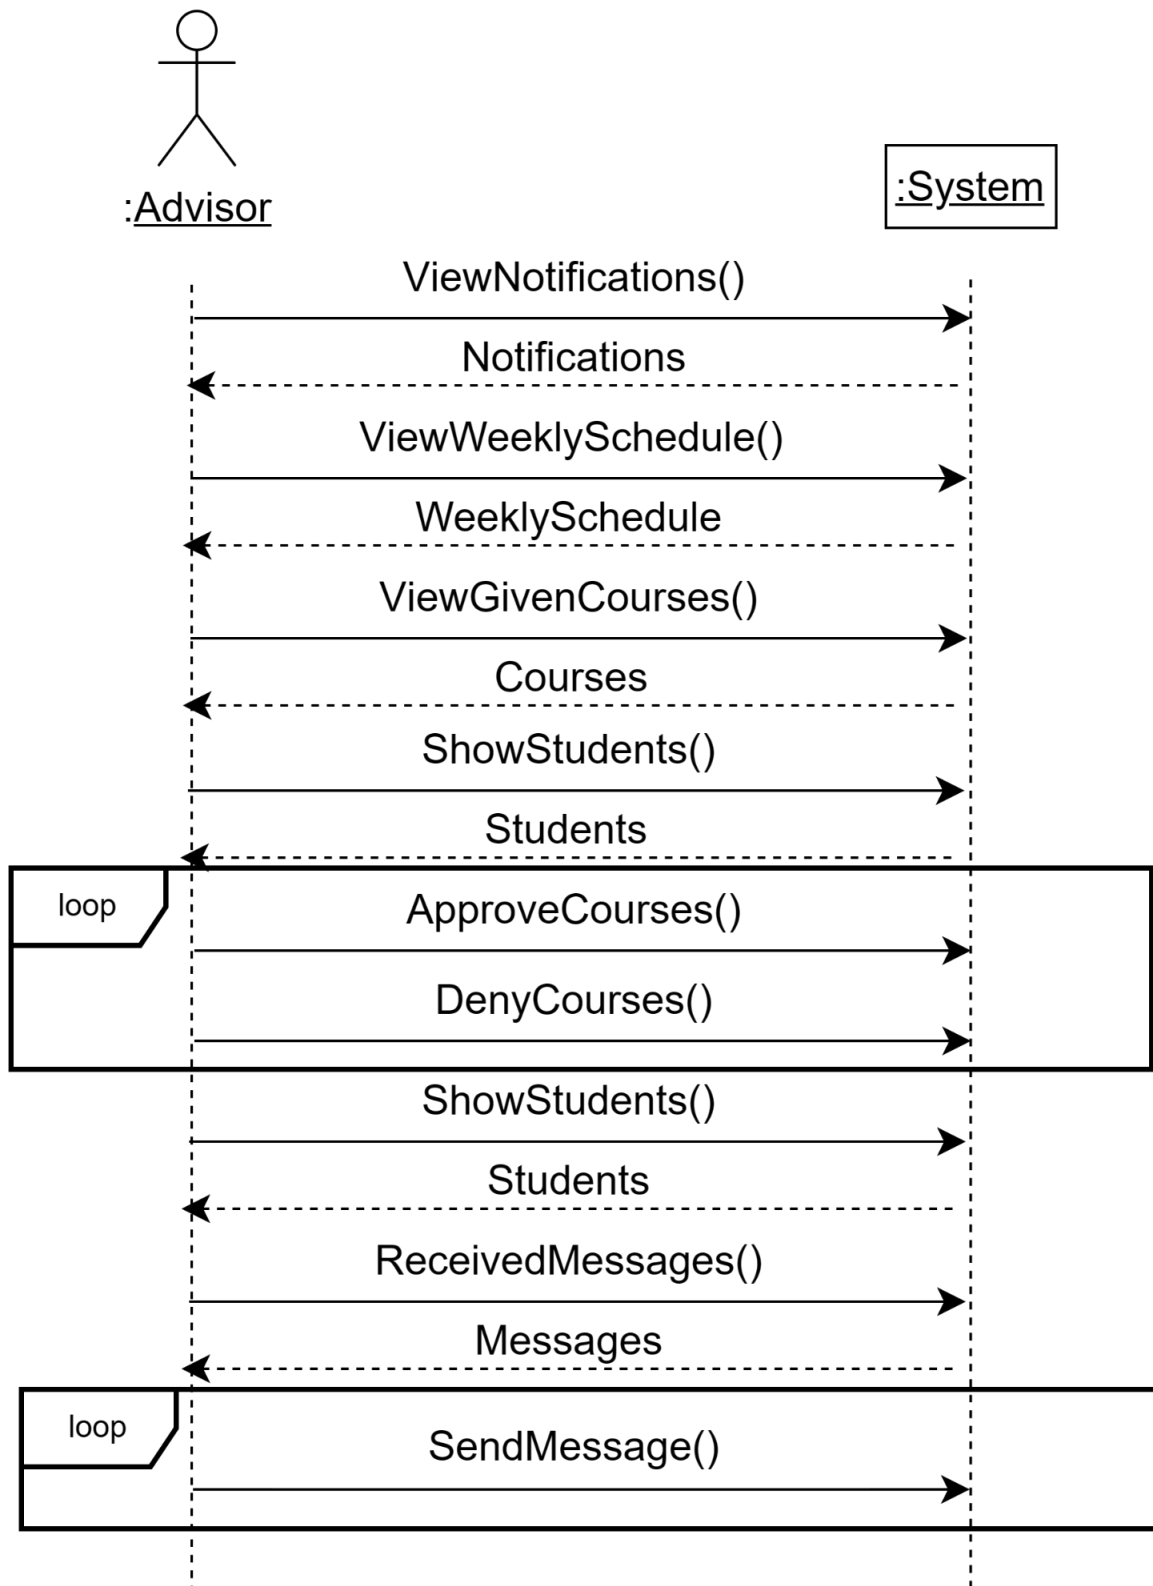 :Advisor
:System
ViewNotifications()
Notifications
ViewWeeklySchedule()
WeeklySchedule
ViewGivenCourses()
Courses
ShowStudents()
Students
loop
ApproveCourses()
DenyCourses()
ShowStudents()
Students
ReceivedMessages()
Messages
loop
SendMessage()